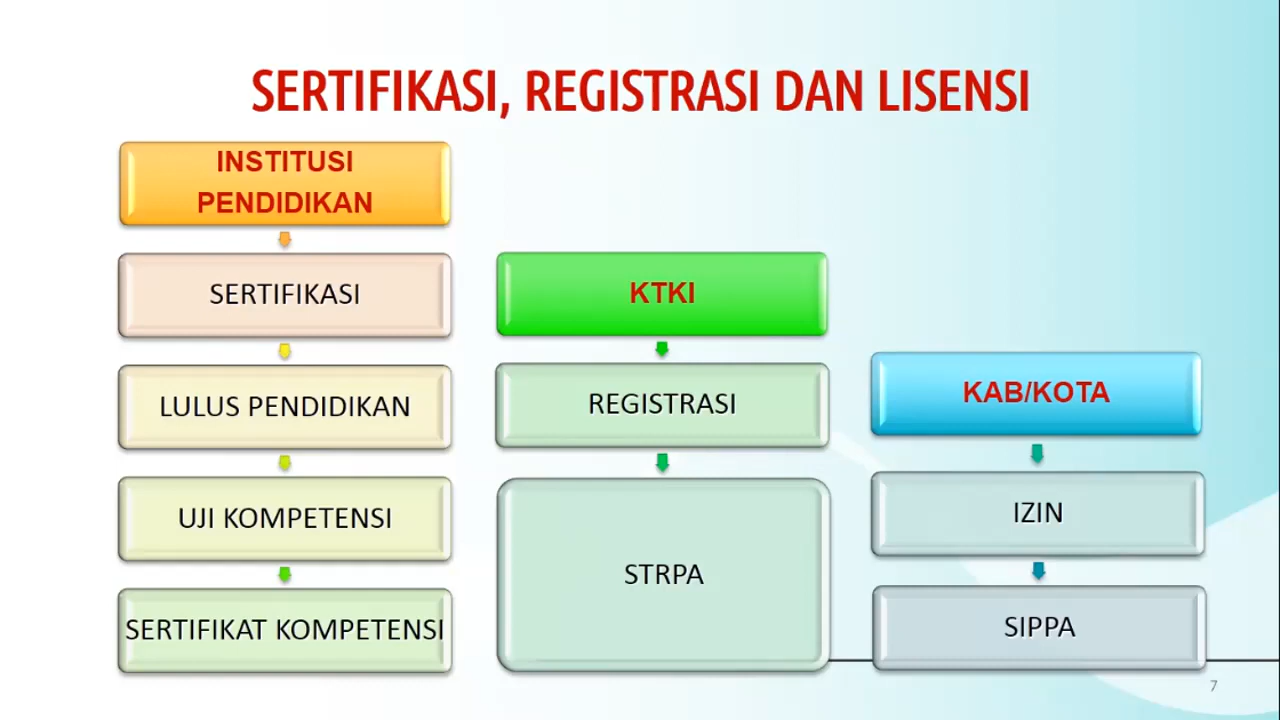 SERTIFIKASI, REGISTRASI DAN LISENSI
INSTITUSI
PENDIDIKAN
SERTIFIKASI
LULUS PENDIDIKAN
UJI KOMPETENSI
SERTIFIKAT KOMPETENSI
KTKI
REGISTRASI
STRPA
KAB/KOTA
IZIN
SIPPA
7